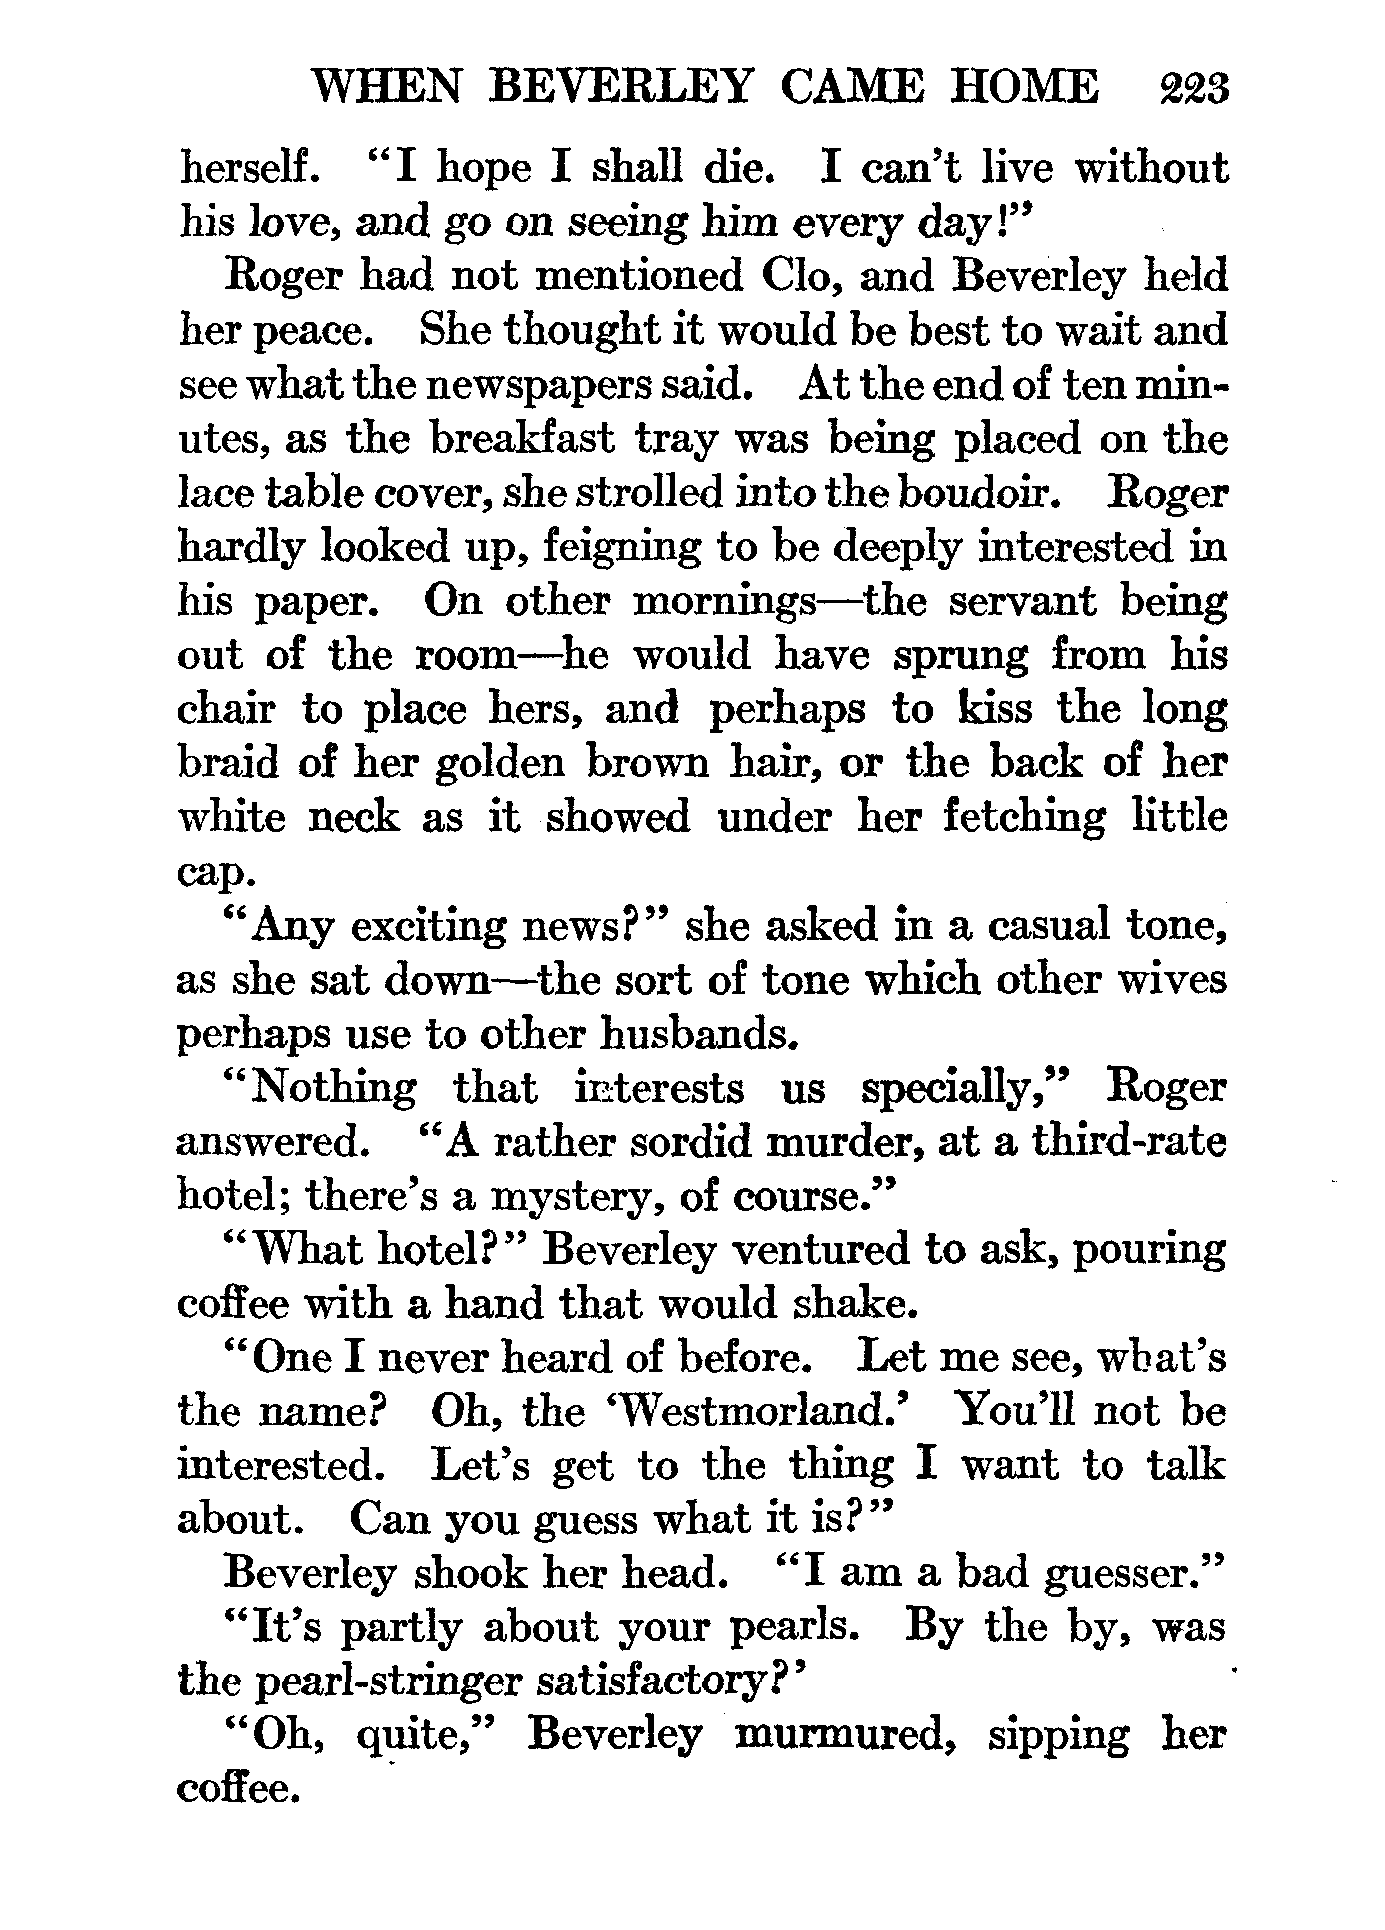 WHEN BEVERLEY CAME HOME 223
herself. “I hope I shall die. I can’t live without
his love, and go on seeing him every day!”
Roger had not mentioned Clo, and Beverley held
her peace. She thought it would be best to wait and
see what the newspapers said. At the end of ten min-
utes, as the breakfast tray was being placed on the
lace table cover, she strolled into the boudoir. Roger
hardly looked up, feigning to be deeply interested in
his paper. On other mornings—the servant being
out of the room—he would have sprung from his
chair to place hers, and perhaps to kiss the long
braid of her golden brown hair, or the back of her
white neck as it showed under her fetching little
cap.
“Any exciting news?” she asked in a casual tone,
as she sat down—the sort of tone which other wives
perhaps use to other husbands.
“Nothing that interests us specially,” Roger
answered. “A rather sordid murder, at a third-rate
hotel; there’s a mystery, of course.”
“What hotel?” Beverley ventured to ask, pouring
coffee with a hand that would shake.
“One I never heard of before. Let me see, what’s
the name? Oh, the ‘Westmorland.’ You’ll not be
interested. Let’s get to the thing I want to talk
about. Can you guess what it is?”
Beverley shook her head. “I am a bad guesser.”
“It’s partly about your pearls. By the by, was
the pearl-stringer satisfactory?’
“Oh, quite,” Beverley murmured, sipping her
coffee.